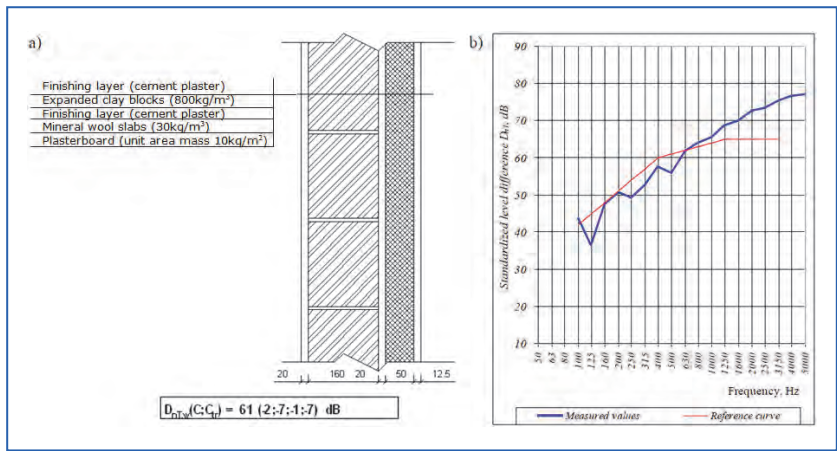 a)
Finishing layer (cement plaster)
Expanded clay blocks (800kg/m³)
Finishing layer (cement plaster)
Mineral wool slabs (30kg/m³)
Plasterboard (unit area mass 10kg/m²)
20 160 20 50 12.5
DnT,w(C;Ctr) = 61 (-2;-7;-1;-7) dB
b)
Standardized level difference DnT, dB
90
80
70
60
50
40
30
20
10
50 63 80 100 125 160 200 250 315 400 500 630 800 1000 1250 1600 2000 2500 3150 4000 5000
Frequency, Hz
Measured values Reference curve